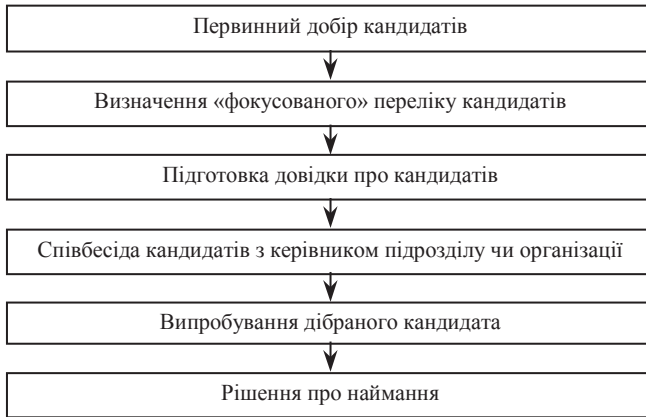 Первинний добір кандидатів
Визначення «фокусованого» переліку кандидатів
Підготовка довідки про кандидатів
Співбесіда кандидатів з керівником підрозділу чи організації
Випробування дібраного кандидата
Рішення про наймання